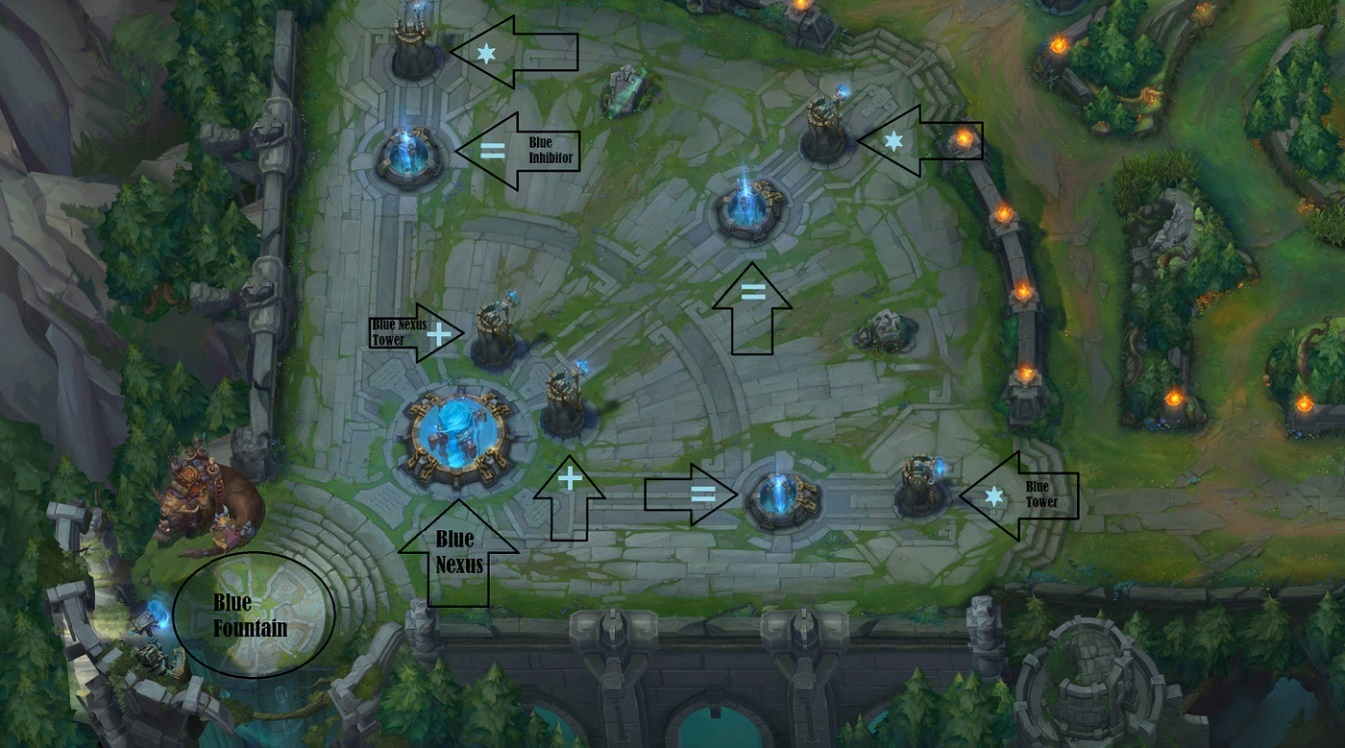 Blue
Inhibitor
Blue Nexus
Tower
Blue
Tower
Blue
Nexus
Blue
Fountain